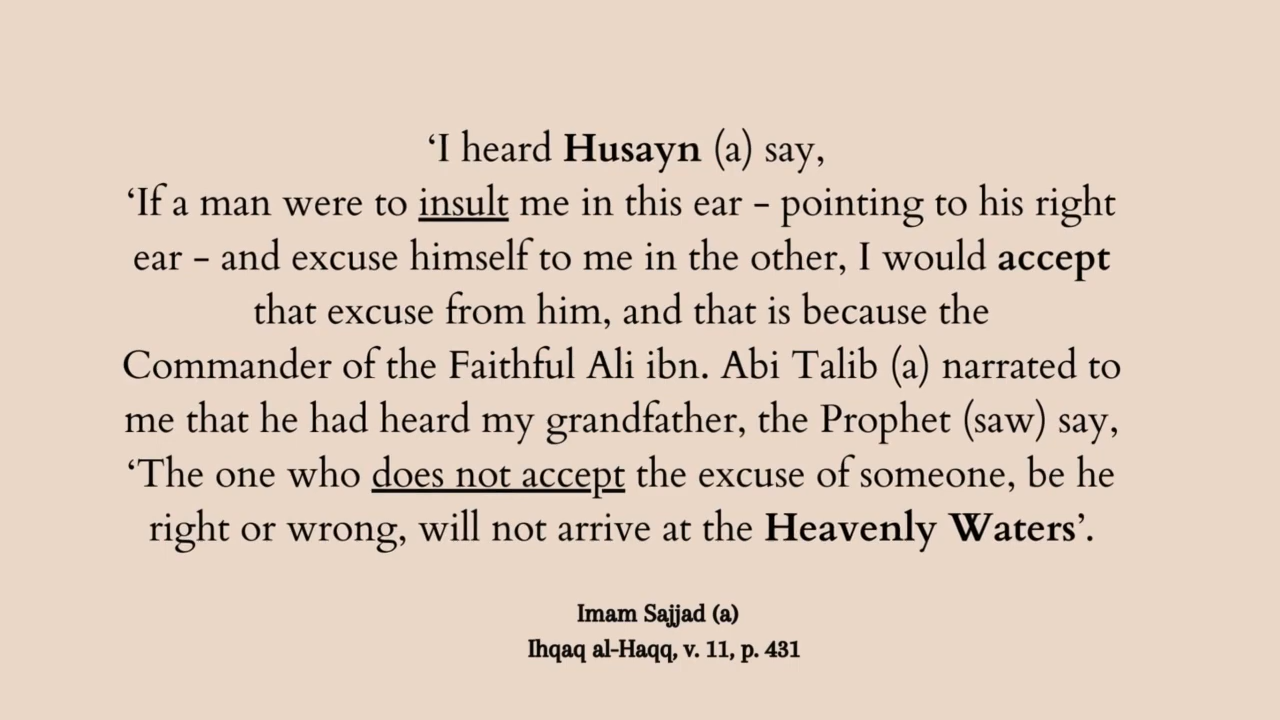 ‘I heard Husayn (a) say,
‘If a man were to insult me in this ear - pointing to his right
ear - and excuse himself to me in the other, I would accept
that excuse from him, and that is because the
Commander of the Faithful Ali ibn. Abi Talib (a) narrated to
me that he had heard my grandfather, the Prophet (saw) say,
‘The one who does not accept the excuse of someone, be he
right or wrong, will not arrive at the Heavenly Waters’.
Imam Sajjad (a)
Ihqaq al-Haqq, v. 11, p. 431